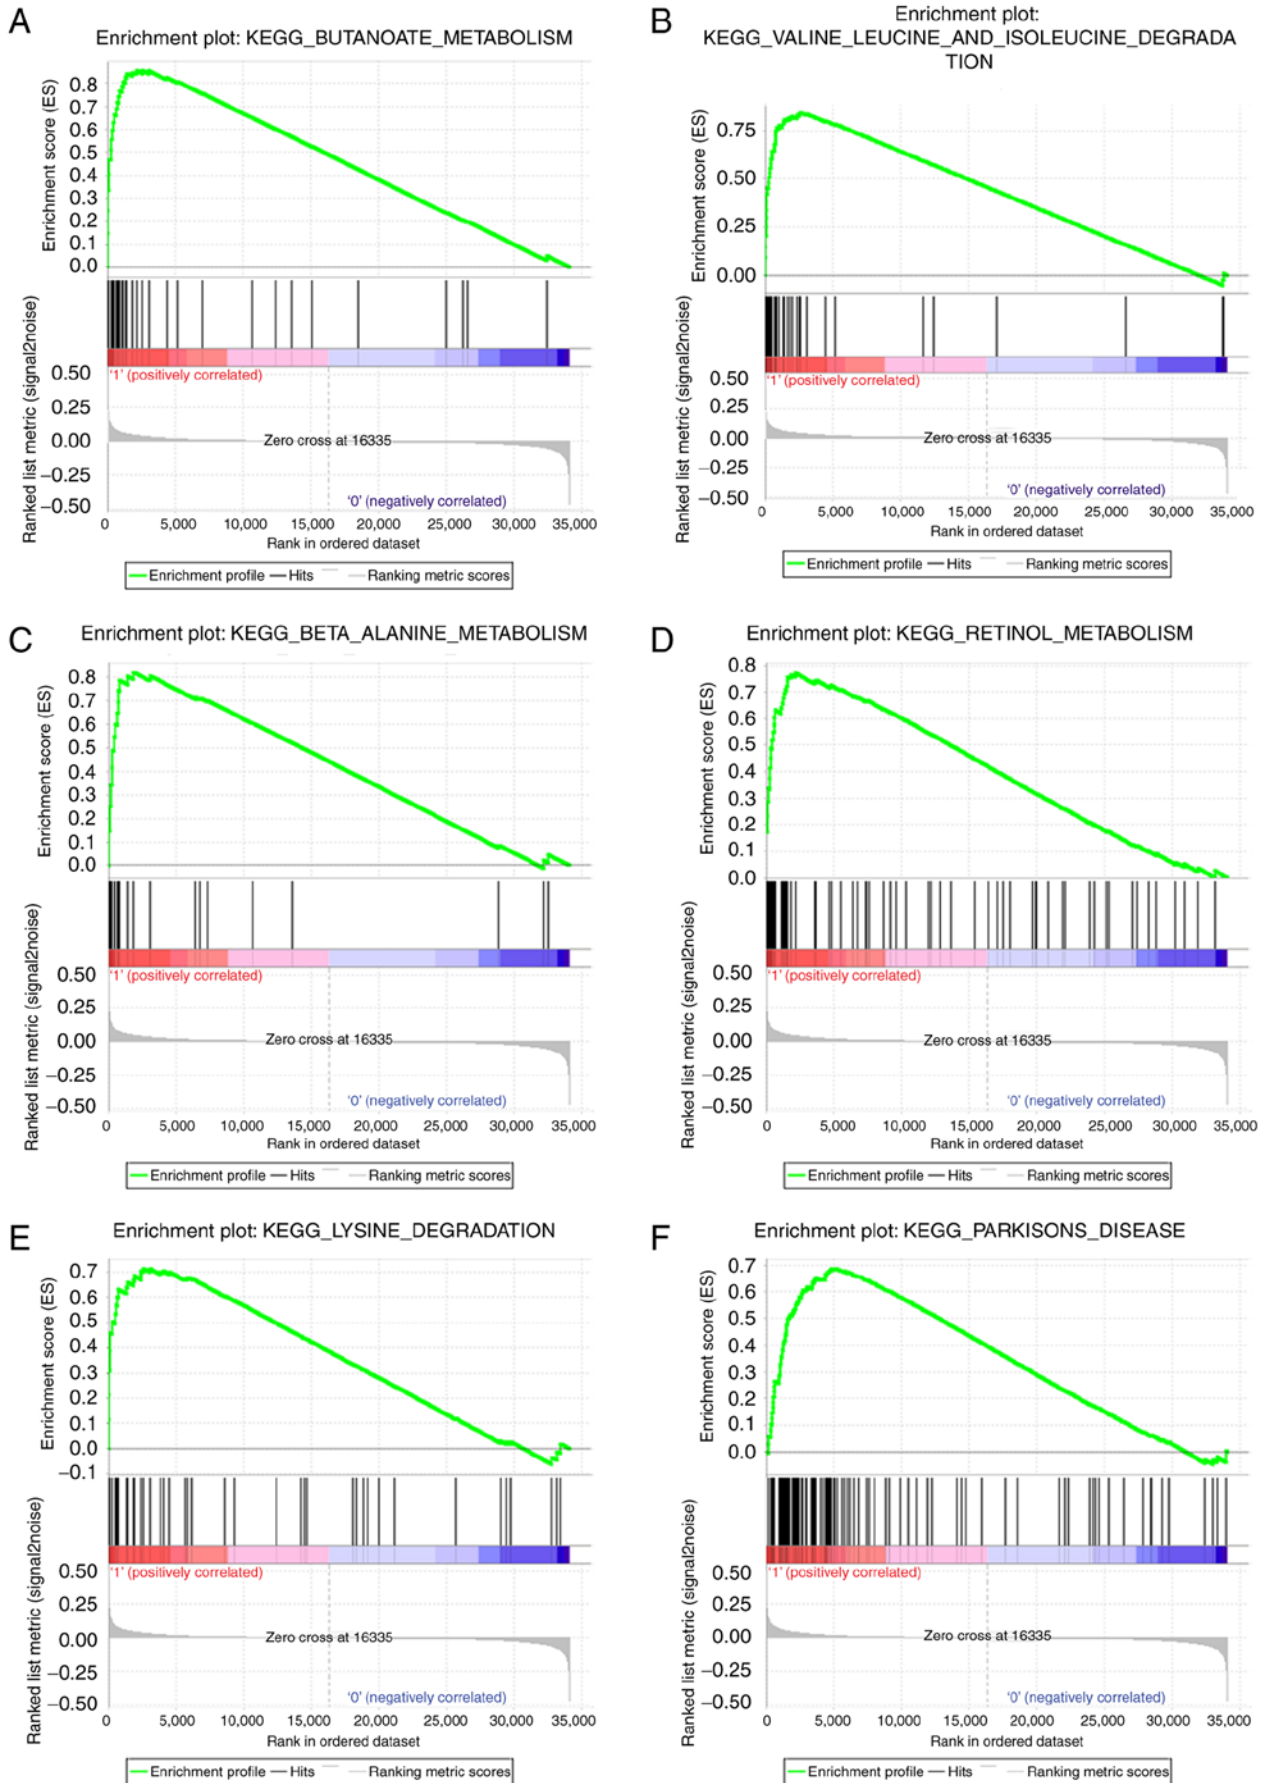 A
Enrichment plot: KEGG_BUTANOATE_METABOLISM
Enrichment score (ES)
0.8
0.7
0.6
0.5
0.4
0.3
0.2
0.1
0.0
Ranked list metric (signal2noise)
0.50
'1' (positively correlated)
0.25
0.00
Zero cross at 16335
−0.25
−0.50
'0' (negatively correlated)
0 5,000 10,000 15,000 20,000 25,000 30,000 35,000
Rank in ordered dataset
Enrichment profile Hits Ranking metric scores
B
Enrichment plot:
KEGG_VALINE_LEUCINE_AND_ISOLEUCINE_DEGRADA
TION
Enrichment score (ES)
0.75
0.50
0.25
0.00
Ranked list metric (signal2noise)
0.50
'1' (positively correlated)
0.25
0.00
Zero cross at 16335
−0.25
−0.50
'0' (negatively correlated)
0 5,000 10,000 15,000 20,000 25,000 30,000 35,000
Rank in ordered dataset
Enrichment profile Hits Ranking metric scores
C
Enrichment plot: KEGG_BETA_ALANINE_METABOLISM
Enrichment score (ES)
0.8
0.7
0.6
0.5
0.4
0.3
0.2
0.1
0.0
Ranked list metric (signal2noise)
0.50
'1' (positively correlated)
0.25
0.00
Zero cross at 16335
−0.25
−0.50
'0' (negatively correlated)
0 5,000 10,000 15,000 20,000 25,000 30,000 35,000
Rank in ordered dataset
Enrichment profile Hits Ranking metric scores
D
Enrichment plot: KEGG_RETINOL_METABOLISM
Enrichment score (ES)
0.8
0.7
0.6
0.5
0.4
0.3
0.2
0.1
0.0
Ranked list metric (signal2noise)
0.50
'1' (positively correlated)
0.25
0.00
Zero cross at 16335
−0.25
−0.50
'0' (negatively correlated)
0 5,000 10,000 15,000 20,000 25,000 30,000 35,000
Rank in ordered dataset
Enrichment profile Hits Ranking metric scores
E
Enrichment plot: KEGG_LYSINE_DEGRADATION
Enrichment score (ES)
0.7
0.6
0.5
0.4
0.3
0.2
0.1
0.0
−0.1
Ranked list metric (signal2noise)
0.50
'1' (positively correlated)
0.25
0.00
Zero cross at 16335
−0.25
−0.50
'0' (negatively correlated)
0 5,000 10,000 15,000 20,000 25,000 30,000 35,000
Rank in ordered dataset
Enrichment profile Hits Ranking metric scores
F
Enrichment plot: KEGG_PARKISONS_DISEASE
Enrichment score (ES)
0.7
0.6
0.5
0.4
0.3
0.2
0.1
0.0
Ranked list metric (signal2noise)
0.50
'1' (positively correlated)
0.25
0.00
Zero cross at 16335
−0.25
−0.50
'0' (negatively correlated)
0 5,000 10,000 15,000 20,000 25,000 30,000 35,000
Rank in ordered dataset
Enrichment profile Hits Ranking metric scores